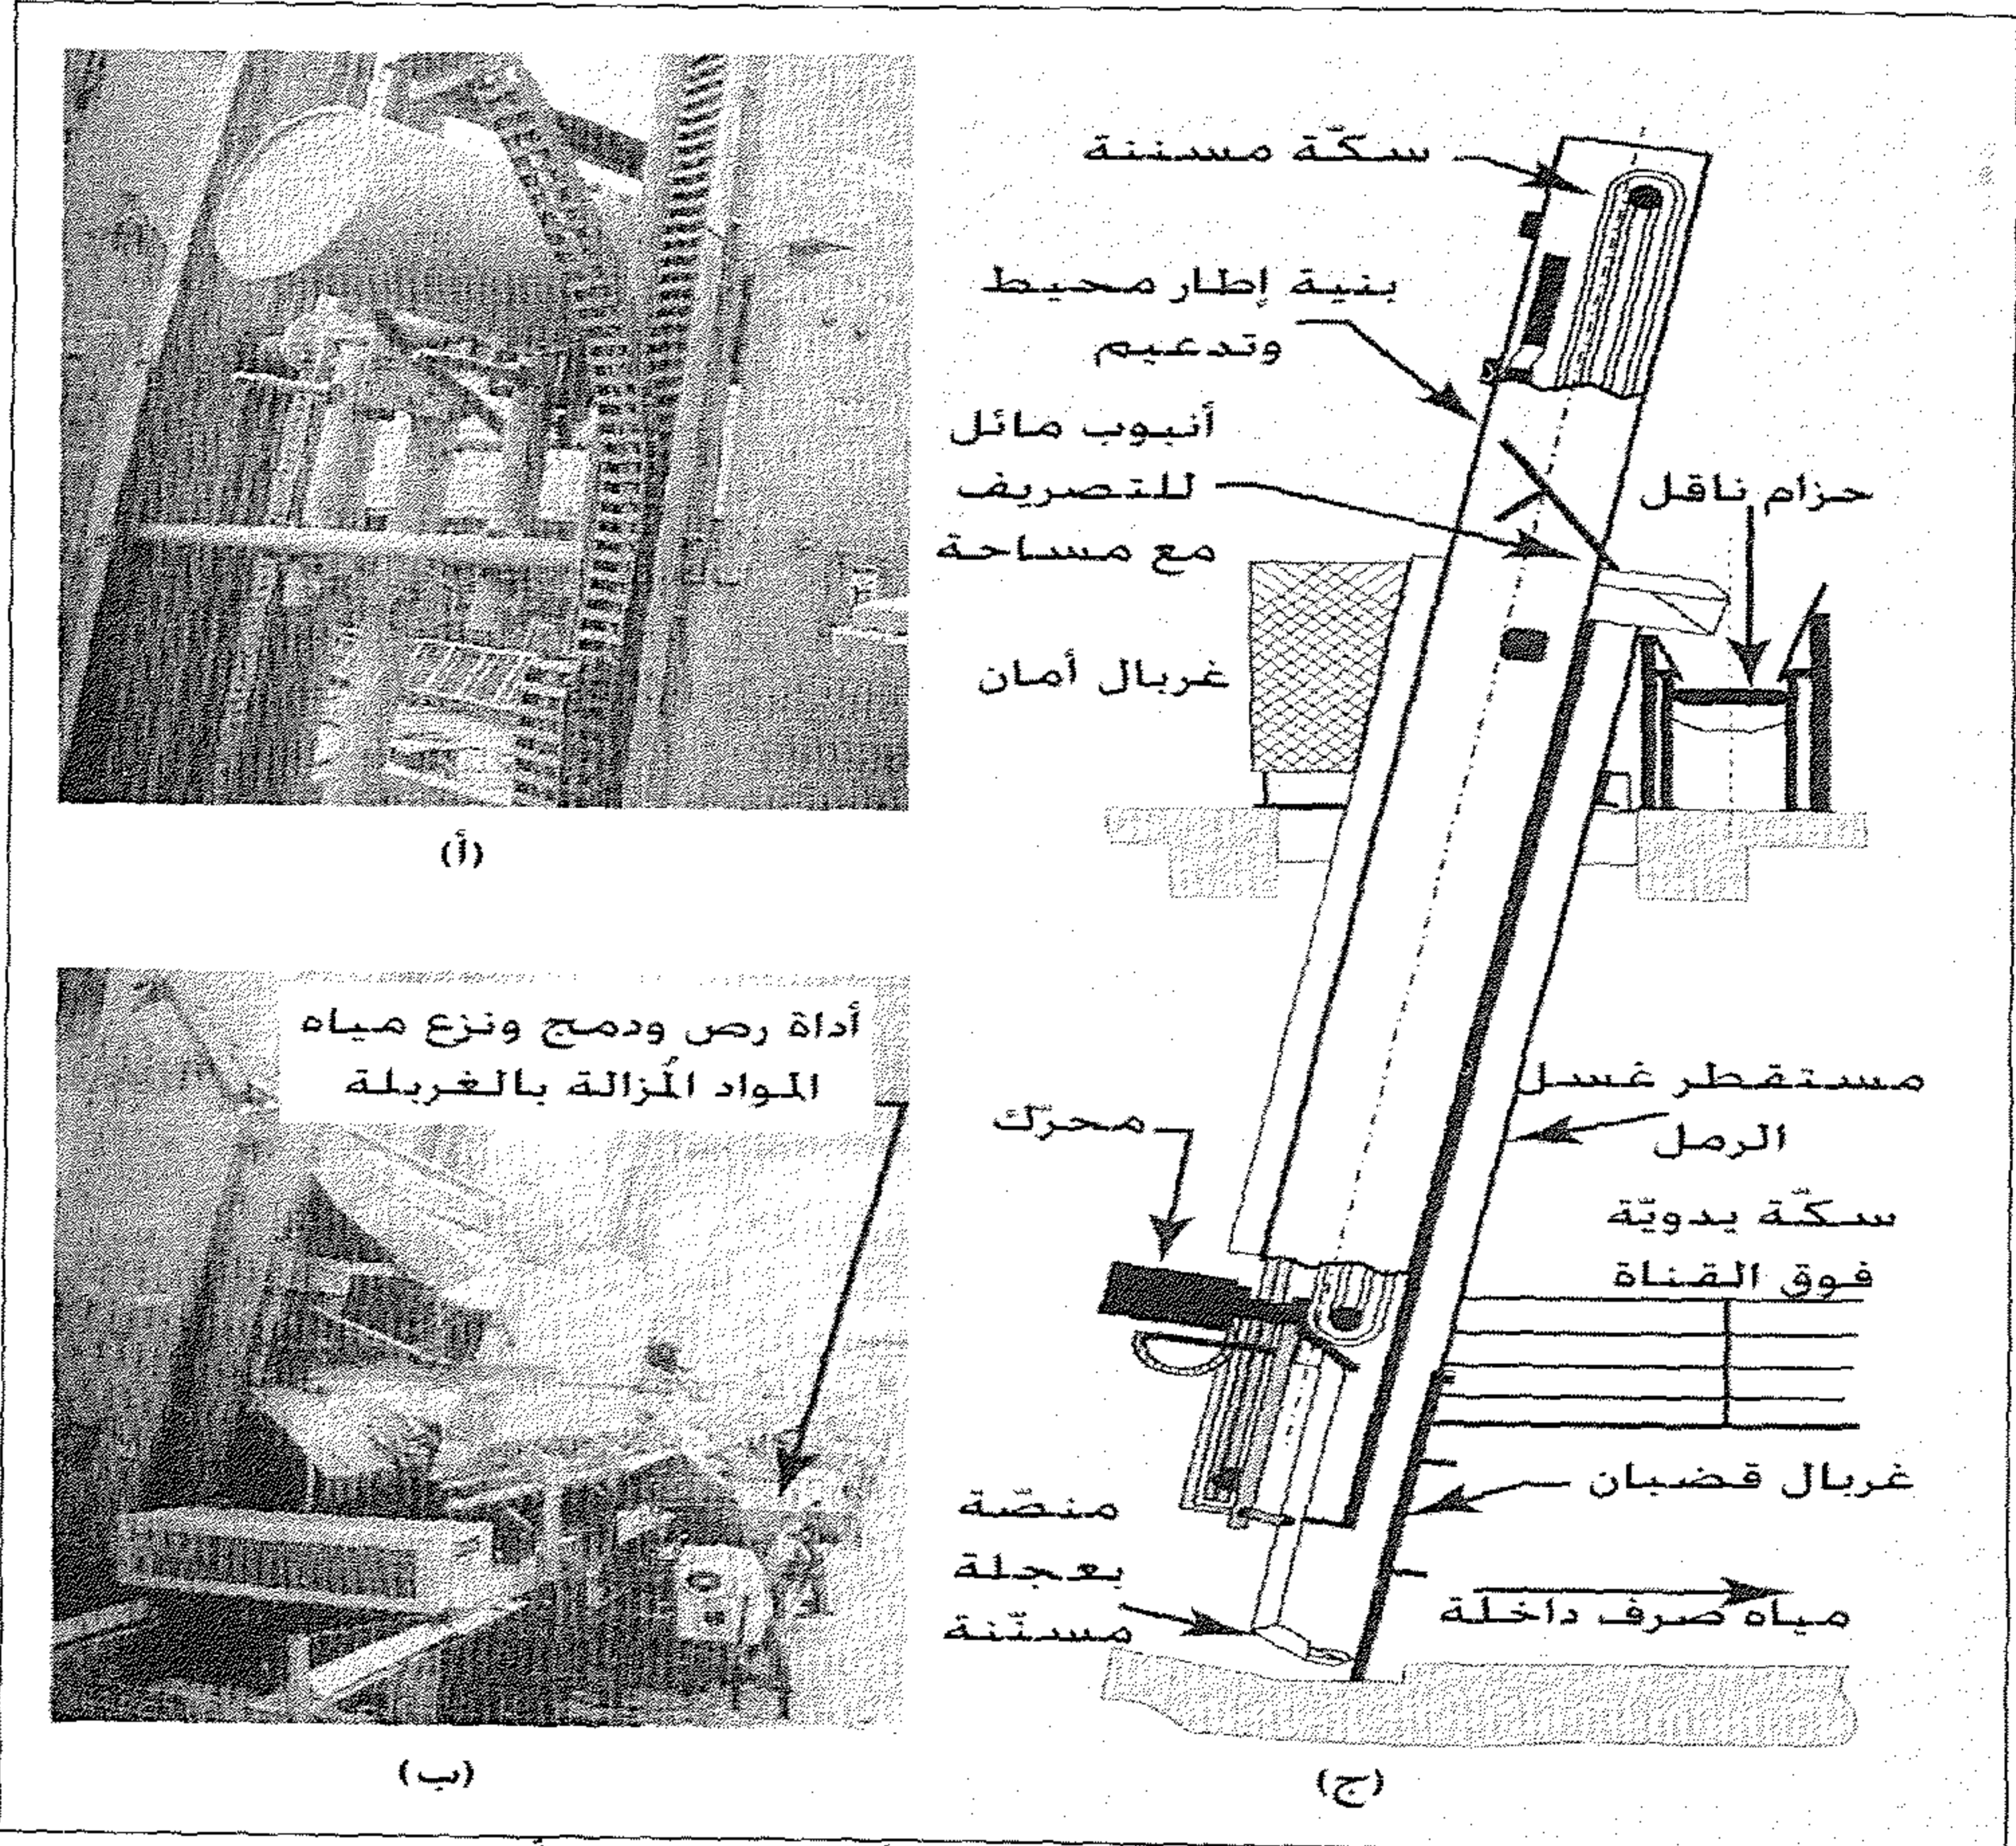 سكّة مسننة
بنية إطار محيط
وتدعيم
أنبوب مائل
للتصريف
مع مساحة
حزام ناقل
غربال أمان
(أ)
أداة رص ودمج ونزع مياه
المواد المُزالة بالغربلة
محرّك
مستقطر غسل
الرمل
سكّة يدويّة
فوق القناة
غربال قضبان
منصّة
بعجلة
مسنّنة
مياه صرف داخلة
(ب)
(ج)